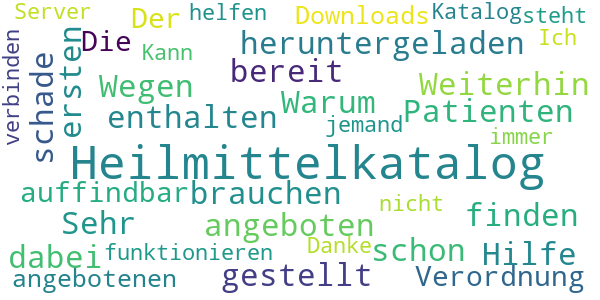 Server
Der
helfen
Downloads
Katalog
steht
Die
Kann
heruntergeladen
Ich
verbinden
schade
ersten
Wegen
bereit
Weiterhin
enthalten
Warum
Patienten
jemand
immer
Heilmittelkatalog
auffindbar
brauchen
nicht
Sehr
angeboten
finden
dabei
funktionieren
Danke
schon
Hilfe
angebotenen
gestellt
Verordnung